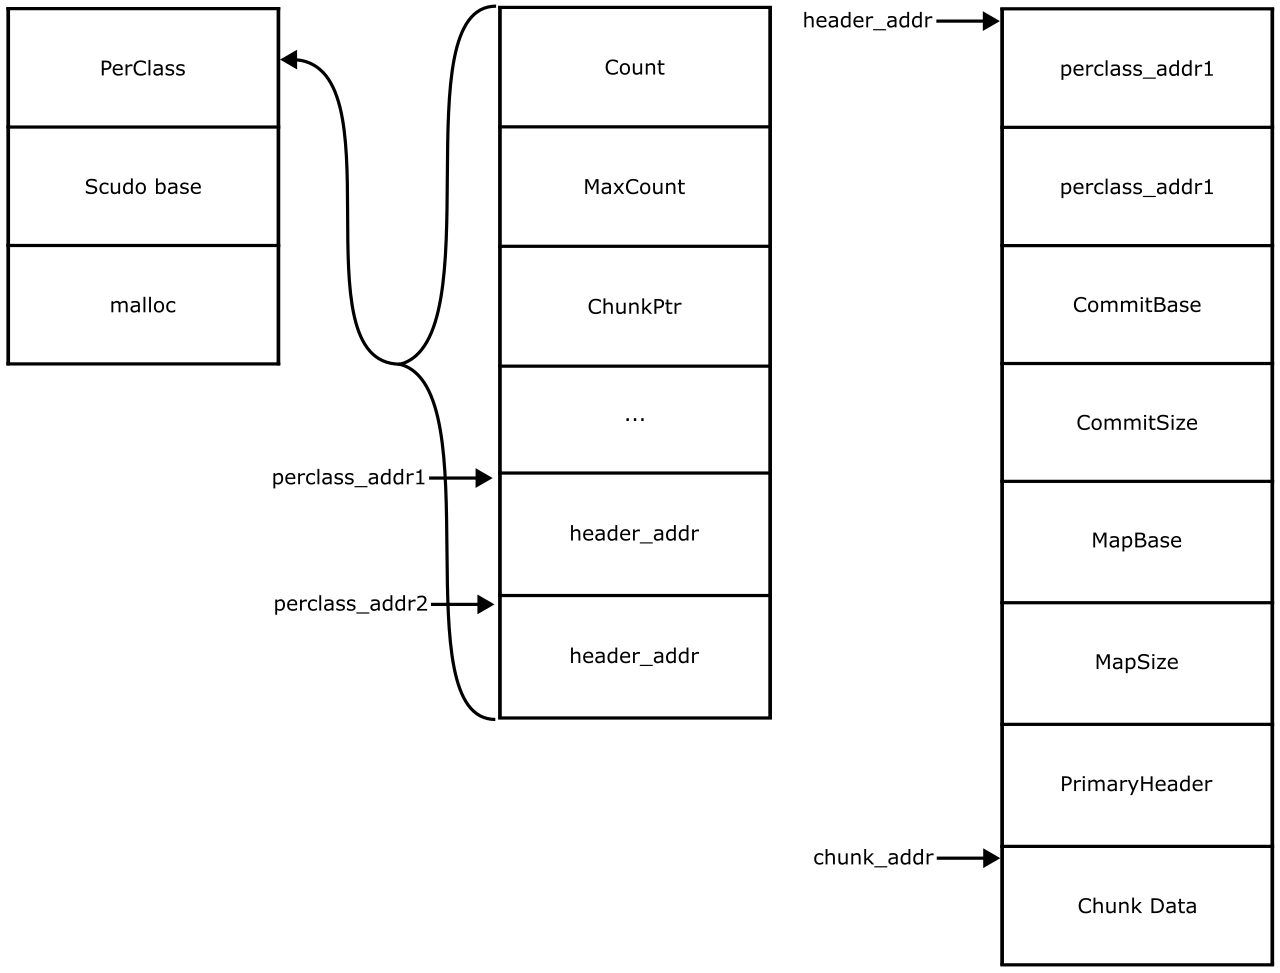 PerClass
Scudo base
malloc
Count
MaxCount
ChunkPtr
...
perclass_addr1
header_addr
perclass_addr2
header_addr
header_addr
perclass_addr1
perclass_addr1
CommitBase
CommitSize
MapBase
MapSize
PrimaryHeader
chunk_addr
Chunk Data